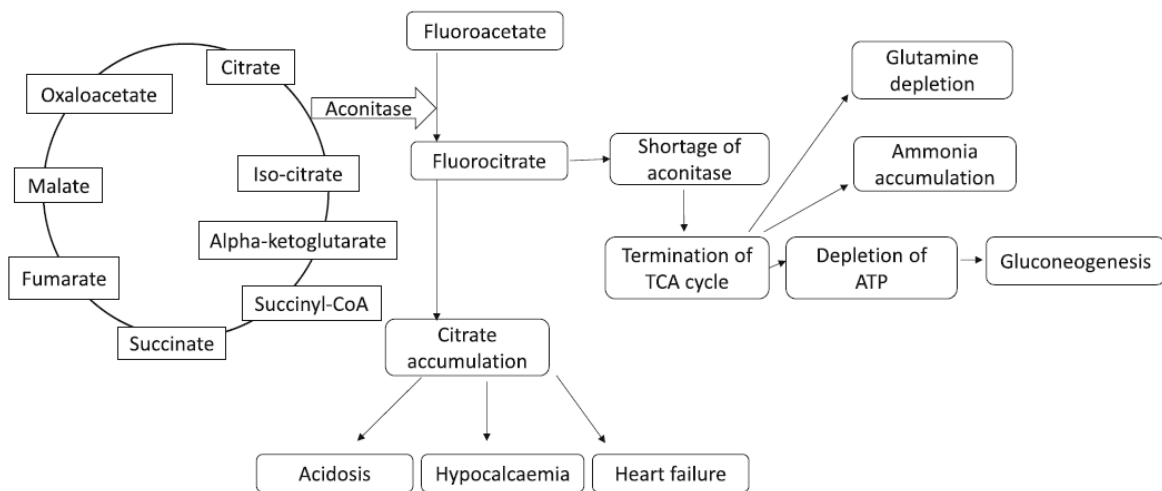 Citrate
Oxaloacetate
Malate
Fumarate
Succinate
Succinyl-CoA
Alpha-ketoglutarate
Iso-citrate
Aconitase
Fluoroacetate
Fluorocitrate
Shortage of
aconitase
Termination of
TCA cycle
Glutamine
depletion
Ammonia
accumulation
Depletion of
ATP
Gluconeogenesis
Citrate
accumulation
Acidosis
Hypocalcaemia
Heart failure